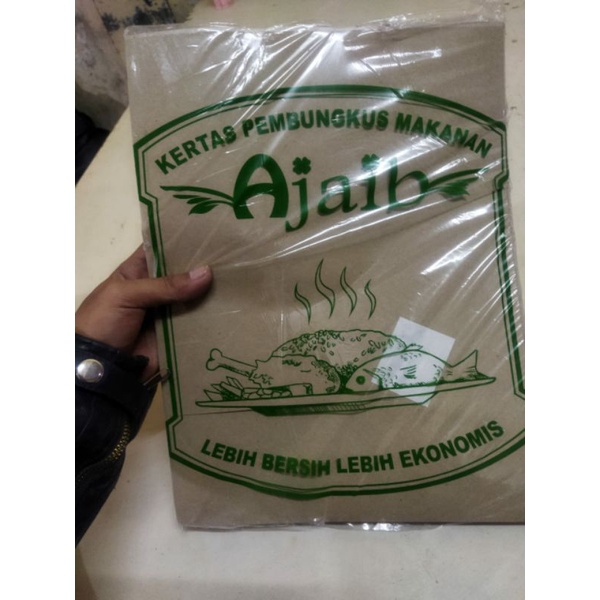 KERTAS PEMBUNGKUS MAKANAN
Ajaib
LEBIH BERSIH LEBIH EKONOMIS